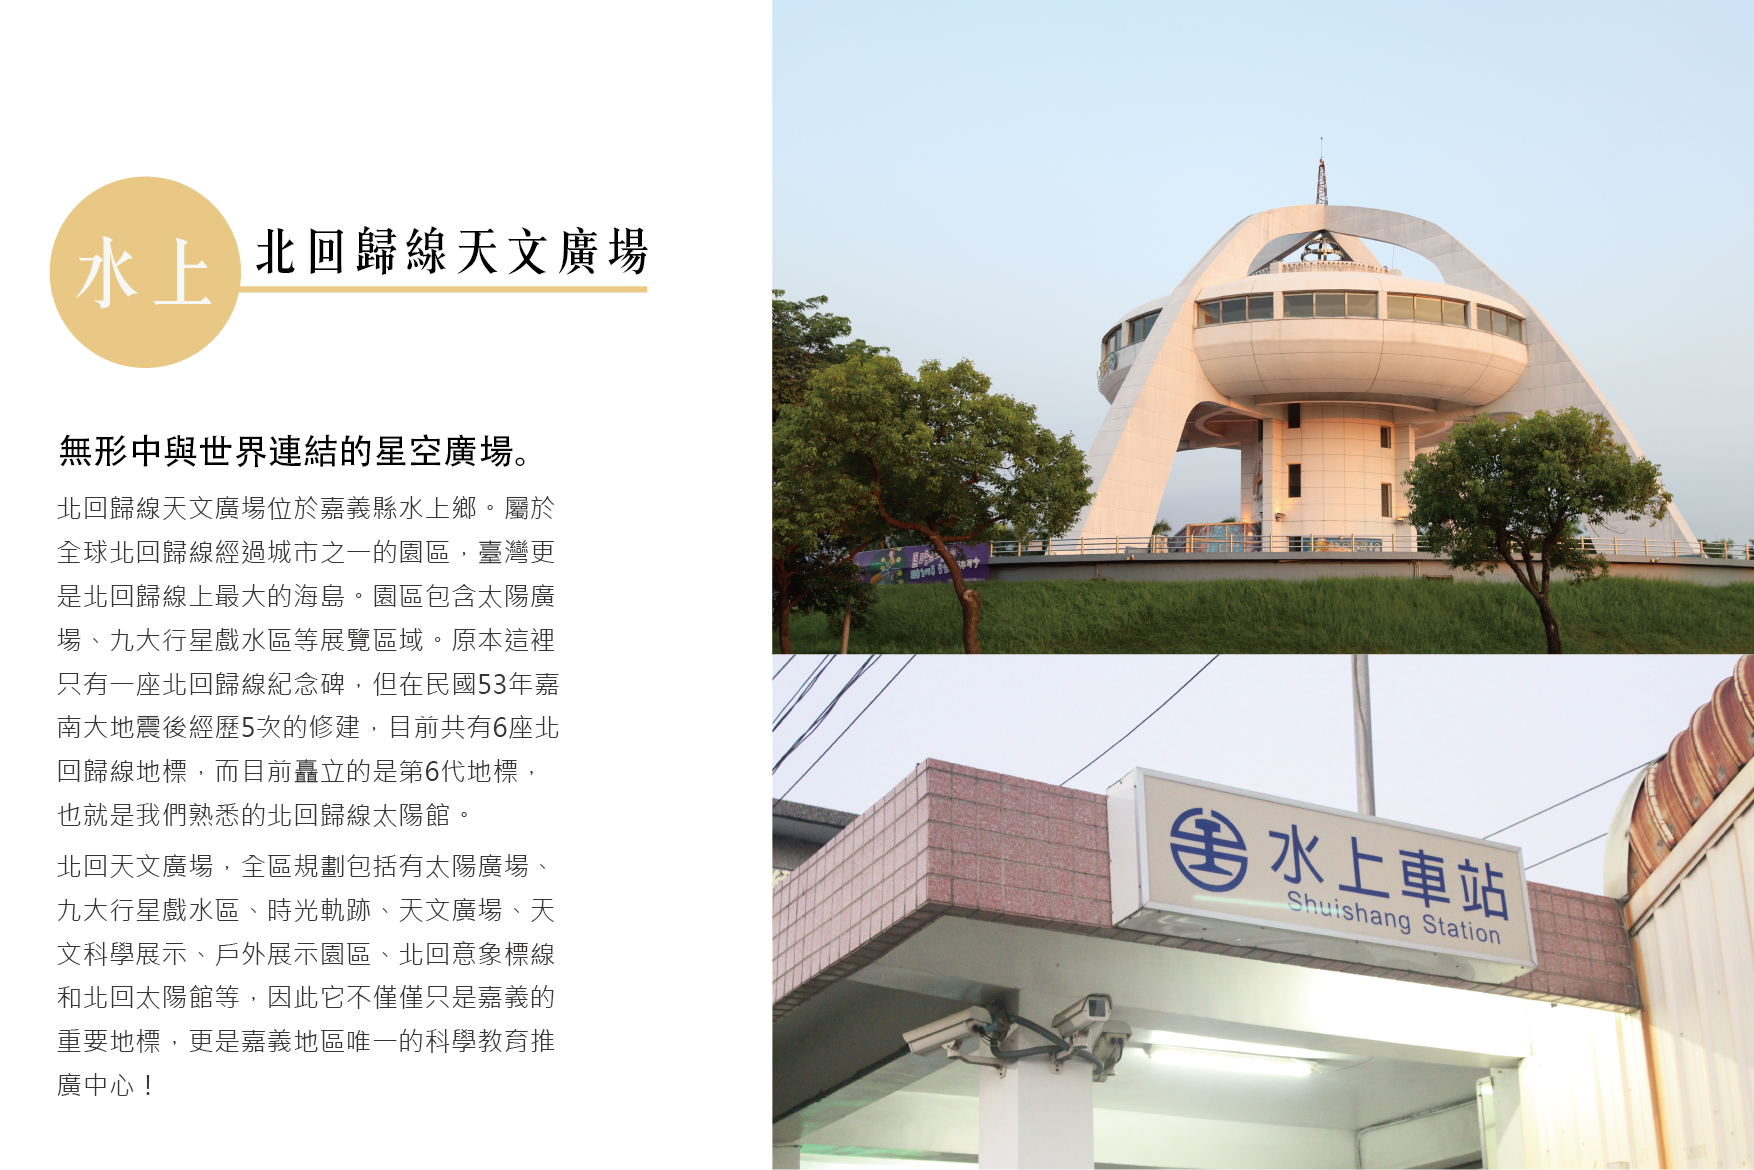 水上
北回歸線天文廣場
無形中與世界連結的星空廣場。
北回歸線天文廣場位於嘉義縣水上鄉。屬於
全球北回歸線經過城市之一的園區，臺灣更
是北回歸線上最大的海島。園區包含太陽廣
場、九大行星戲水區等展覽區域。原本這裡
只有一座北回歸線紀念碑，但在民國53年嘉
南大地震後經歷5次的修建，目前共有6座北
回歸線地標，而目前矗立的是第6代地標，
也就是我們熟悉的北回歸線太陽館。
北回天文廣場，全區規劃包括有太陽廣場、
九大行星戲水區、時光軌跡、天文廣場、天
文科學展示、戶外展示園區、北回意象標線
和北回太陽館等，因此它不僅僅只是嘉義的
重要地標，更是嘉義地區唯一的科學教育推
廣中心！
水上車站
Shuishang Station